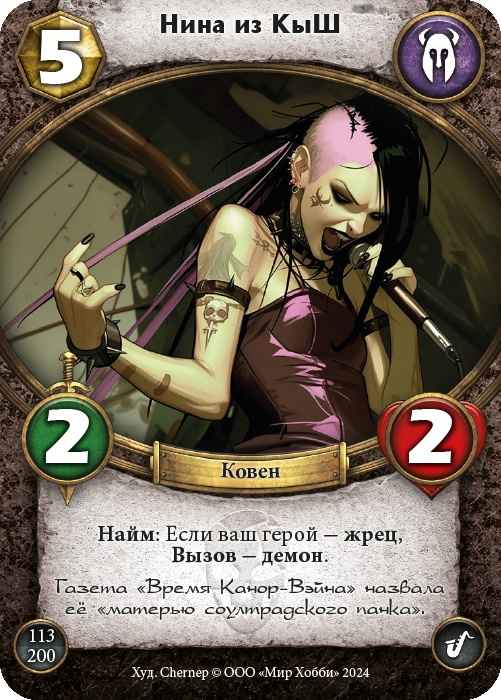 5
Нина из КыШ
2
2
Ковен
Найм: Если ваш герой – жрец,
Вызов – демон.
Газета «Время Канор-Вэйна» назвала
её «матерью соултрадского панка».
113
200
Худ. Chernep © ООО «Мир Хобби» 2024